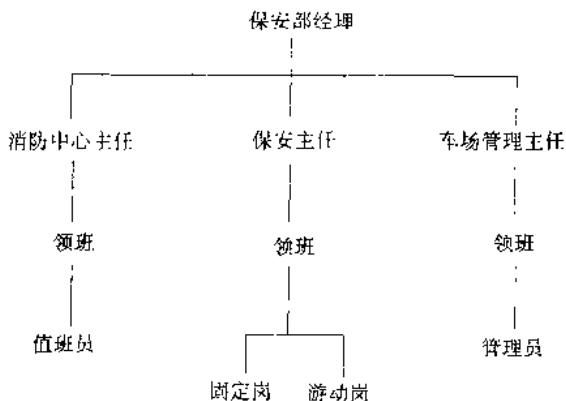 保安部经理
消防中心主任 保安主任 车场管理主任
领班 领班 领班
值班员 管理员
固定岗 游动岗